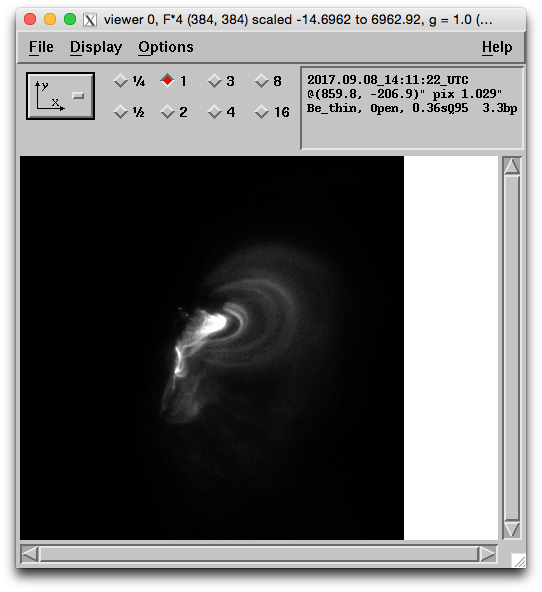 viewer 0, F*4 (384, 384) scaled -14.6962 to 6962.92, g = 1.0 (...
File Display Options Help
y
x
¼ 1 3 8
½ 2 4 16
2017.09.08_14:11:22_UTC
@(859.8, -206.9)" pix 1.029"
Be_thin, Open, 0.36sQ95 3.3bp